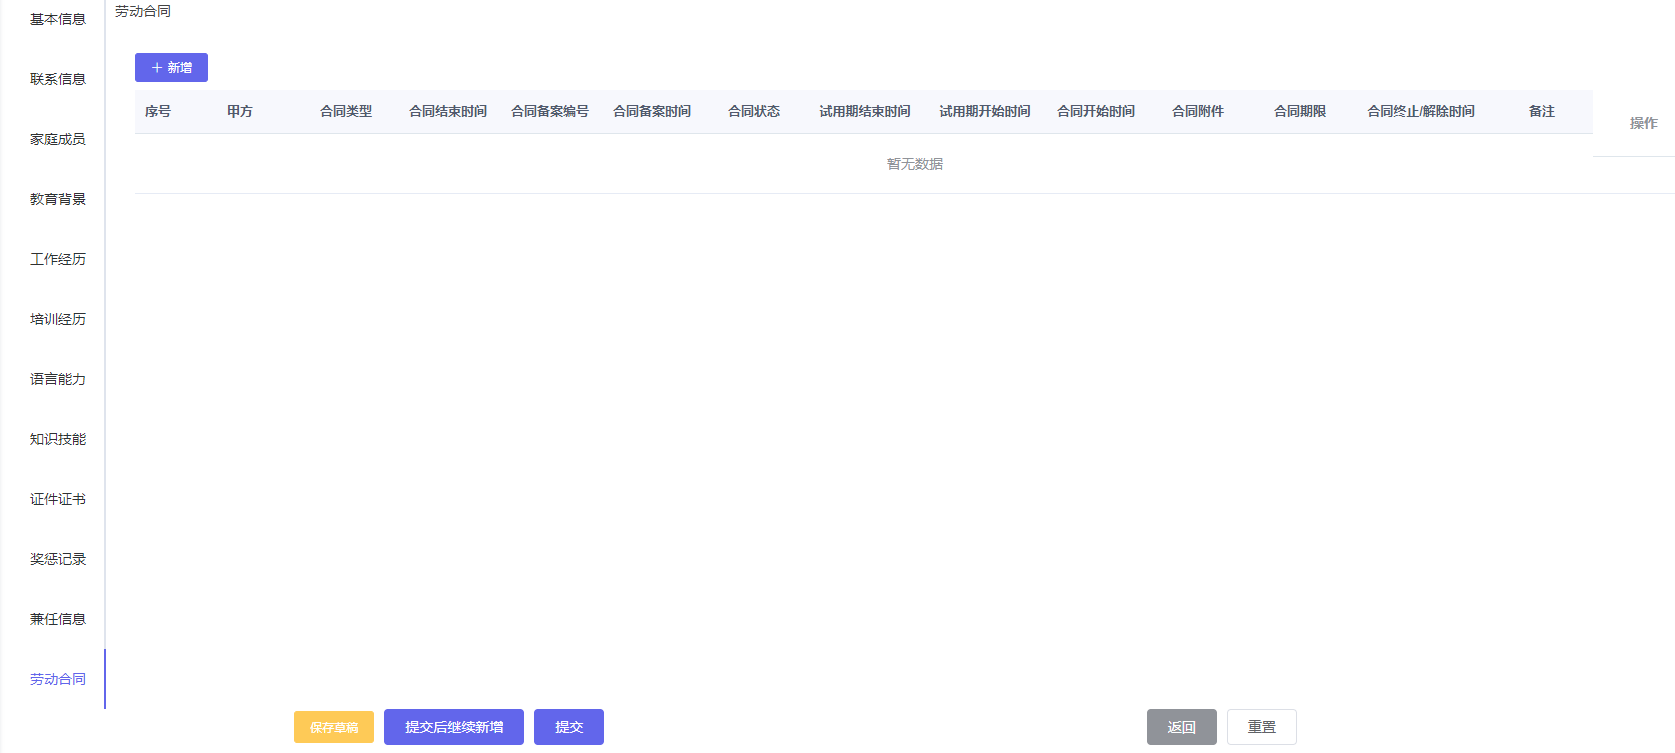 基本信息
联系信息
家庭成员
教育背景
工作经历
培训经历
语言能力
知识技能
证件证书
奖惩记录
兼任信息
劳动合同
劳动合同
新增
序号 甲方 合同类型 合同结束时间 合同备案编号 合同备案时间 合同状态 试用期结束时间 试用期开始时间 合同开始时间 合同附件 合同期限 合同终止/解除时间 备注 操作
暂无数据
保存草稿 提交后继续新增 提交 返回 重置